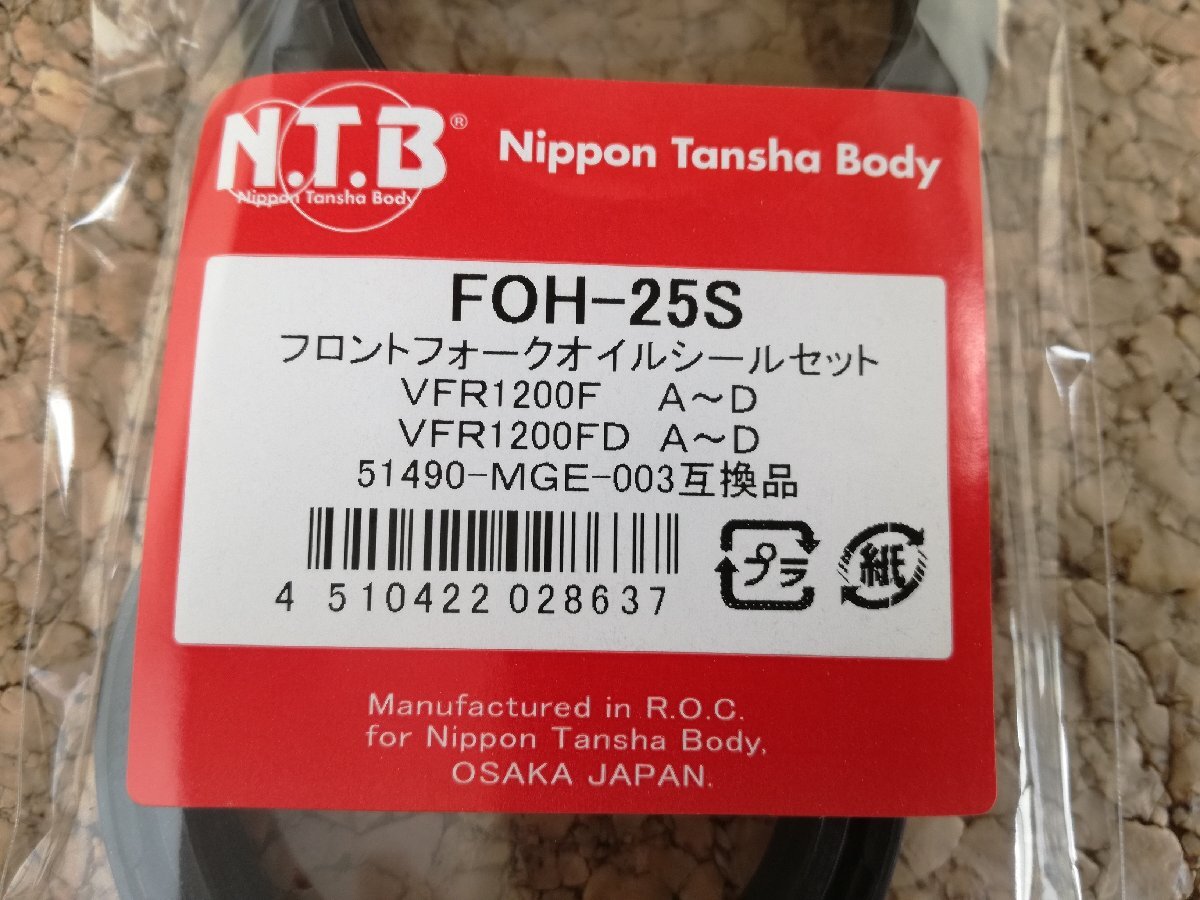 N.T.B®
Nippon Tansha Body
Nippon Tansha Body
FOH-25S
フロントフォークオイルシールセット
VFR1200F A～D
VFR1200FD A～D
51490-MGE-003互換品
4 510422 028637
プラ
紙
Manufactured in R.O.C.
for Nippon Tansha Body,
OSAKA JAPAN.